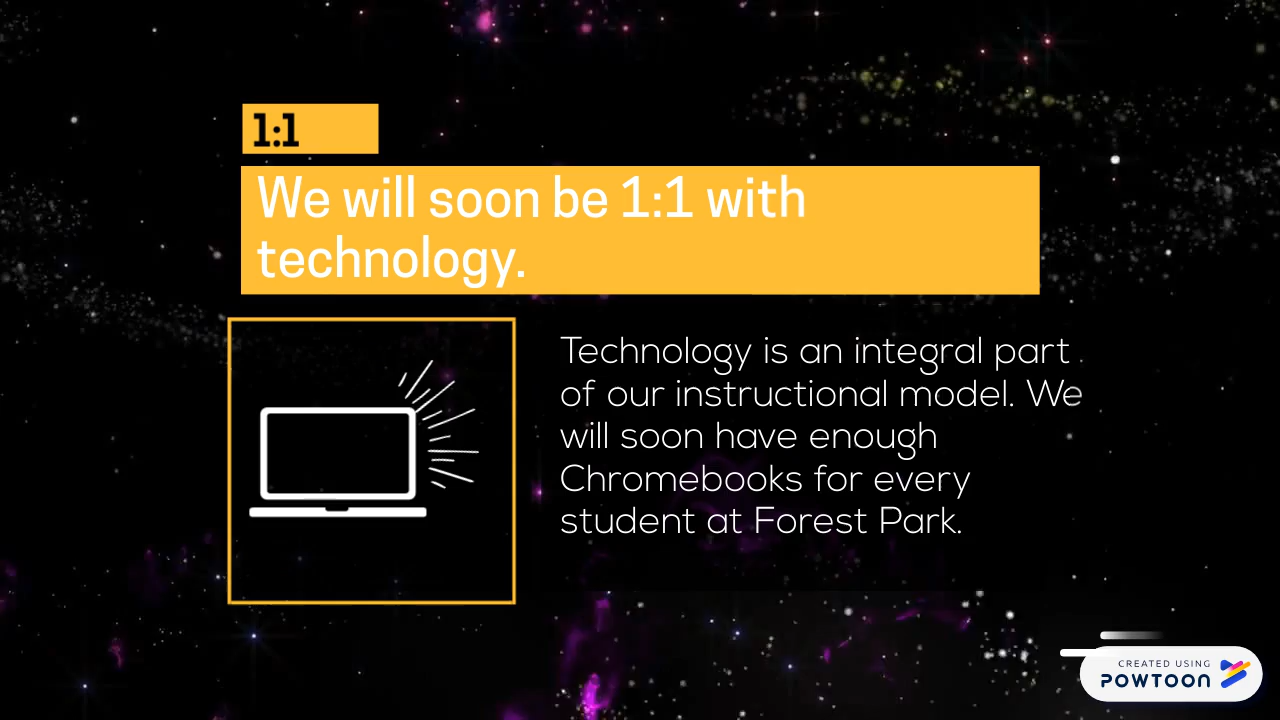 1:1
We will soon be 1:1 with
technology.
Technology is an integral part
of our instructional model. We
will soon have enough
Chromebooks for every
student at Forest Park.
CREATED USING
POWTOON